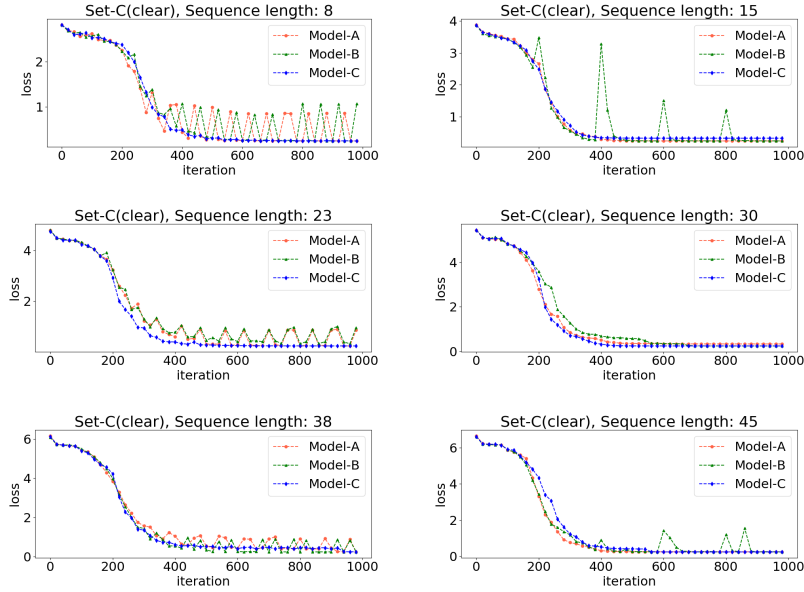 Set-C(clear), Sequence length: 8
loss
2
1
0 200 400 600 800 1000
iteration
Model-A
Model-B
Model-C
Set-C(clear), Sequence length: 15
loss
4
3
2
1
0 200 400 600 800 1000
iteration
Model-A
Model-B
Model-C
Set-C(clear), Sequence length: 23
loss
4
2
0 200 400 600 800 1000
iteration
Model-A
Model-B
Model-C
Set-C(clear), Sequence length: 30
loss
4
2
0
0 200 400 600 800 1000
iteration
Model-A
Model-B
Model-C
Set-C(clear), Sequence length: 38
loss
6
4
2
0
0 200 400 600 800 1000
iteration
Model-A
Model-B
Model-C
Set-C(clear), Sequence length: 45
loss
6
4
2
0
0 200 400 600 800 1000
iteration
Model-A
Model-B
Model-C